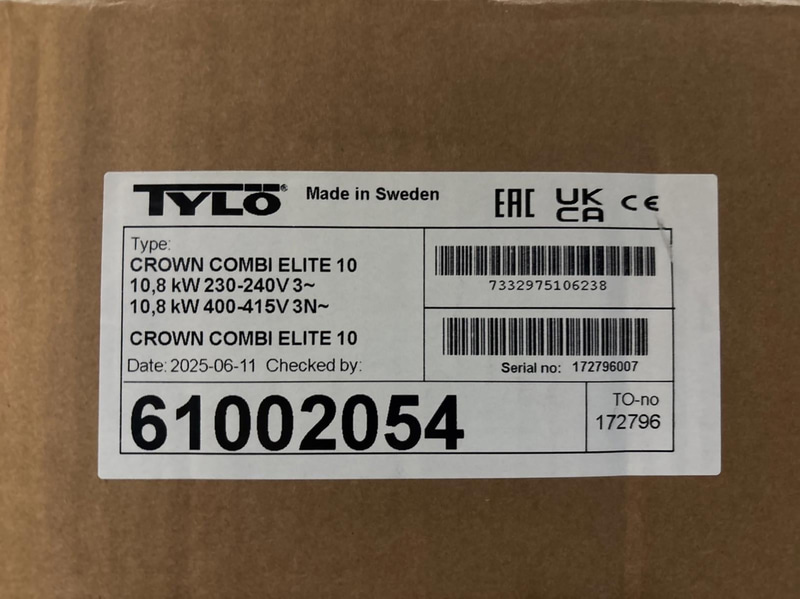 TYLÖ® Made in Sweden EAC UK CA CE
Type:
CROWN COMBI ELITE 10
10,8 kW 230-240V 3~
10,8 kW 400-415V 3N~
CROWN COMBI ELITE 10
Date: 2025-06-11 Checked by:
7332975106238
Serial no: 172796007
61002054
TO-no
172796